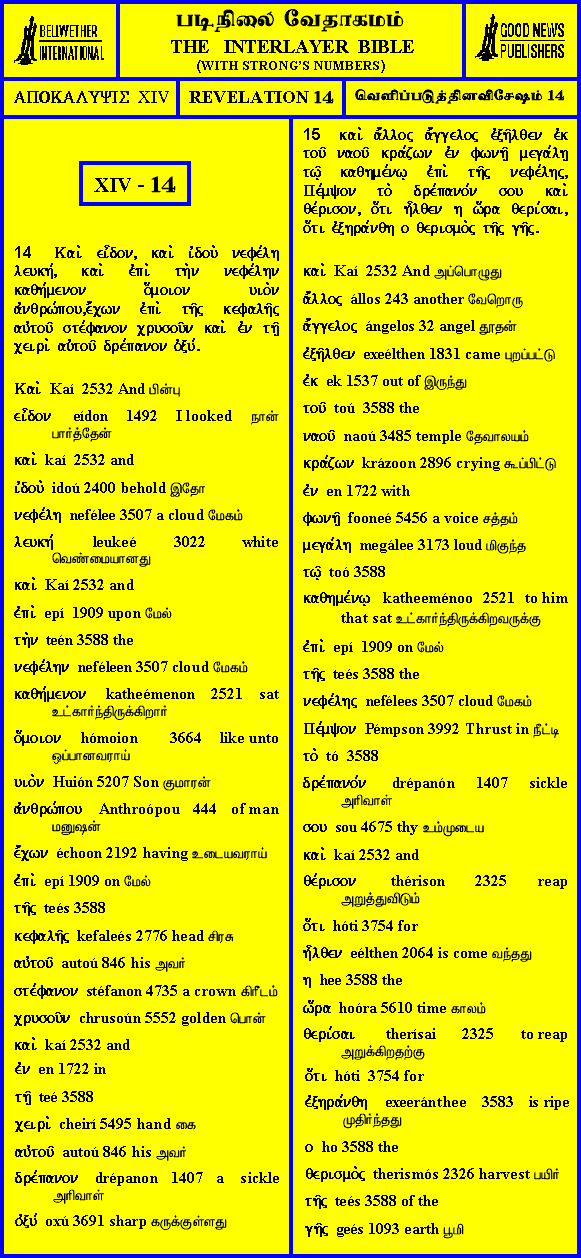 BELLWETHER
INTERNATIONAL
படிநிலை வேதாகமம்
THE INTERLAYER BIBLE
(WITH STRONG'S NUMBERS)
GOOD NEWS
PUBLISHERS
ΑΠΟΚΑΛΥΨΙΣ XIV
REVELATION 14
வெளிப்படுத்தினவிசேஷம் 14
XIV - 14
14 Καὶ εἶδον, καὶ ἰδοὺ νεφέλη
λευκή, καὶ ἐπὶ τὴν νεφέλην
καθήμενον ὅμοιον υιὸν
ἀνθρώπου,ἔχων ἐπὶ τῆς κεφαλῆς
αὐτοῦ στέφανον χρυσοῦν καὶ ἐν τῇ
χειρὶ αὐτοῦ δρέπανον ὀξύ.
Καὶ Kaí 2532 And பின்பு
εἶδον eídon 1492 I looked நான்
பார்த்தேன்
καὶ kaí 2532 and
ἰδοὺ idoú 2400 behold இதோ
νεφέλη nefélee 3507 a cloud மேகம்
λευκή leukeé 3022 white
வெண்மையானது
καὶ Kaí 2532 and
ἐπὶ epí 1909 upon மேல்
τὴν teén 3588 the
νεφέλην neféleen 3507 cloud மேகம்
καθήμενον katheémenon 2521 sat
உட்கார்ந்திருக்கிறார்
ὅμοιον hómoion 3664 like unto
ஒப்பானவராய்
υιὸν Huión 5207 Son குமாரன்
ἀνθρώπου Anthroópou 444 of man
மனுஷன்
ἔχων échoon 2192 having உடையவராய்
ἐπὶ epí 1909 on மேல்
τῆς teés 3588
κεφαλῆς kefaleés 2776 head சிரசு
αὐτοῦ autoú 846 his அவர்
στέφανον stéfanon 4735 a crown கிரீடம்
χρυσοῦν chrusoún 5552 golden பொன்
καὶ kaí 2532 and
ἐν en 1722 in
τῇ teé 3588
χειρὶ cheirí 5495 hand கை
αὐτοῦ autoú 846 his அவர்
δρέπανον drépanon 1407 a sickle
அரிவாள்
ὀξύ oxú 3691 sharp கருக்குள்ளது
15 καὶ ἄλλος ἄγγελος ἐξῆλθεν ἐκ
τοῦ ναοῦ κράζων ἐν φωνῇ μεγάλῃ
τῷ καθημένῳ ἐπὶ τῆς νεφέλης,
Πέμψον τὸ δρέπανόν σου καὶ
θέρισον, ὅτι ἦλθεν η ὥρα θερίσαι,
ὅτι ἐξηράνθη ο θερισμὸς τῆς γῆς.
καὶ Kaí 2532 And அப்பொழுது
ἄλλος állos 243 another வேறொரு
ἄγγελος ángelos 32 angel தூதன்
ἐξῆλθεν exeélthen 1831 came புறப்பட்டு
ἐκ ek 1537 out of இருந்து
τοῦ toú 3588 the
ναοῦ naoú 3485 temple தேவாலயம்
κράζων krázoon 2896 crying கூப்பிட்டு
ἐν en 1722 with
φωνῇ fooneé 5456 a voice சத்தம்
μεγάλη megálee 3173 loud மிகுந்த
τῷ toó 3588
καθημένῳ katheeménoo 2521 to him
that sat உட்கார்ந்திருக்கிறவருக்கு
ἐπὶ epí 1909 on மேல்
τῆς teés 3588 the
νεφέλης nefélees 3507 cloud மேகம்
Πέμψον Pémpson 3992 Thrust in நீட்டி
τὸ tó 3588
δρέπανόν drépanón 1407 sickle
அரிவாள்
σου sou 4675 thy உம்முடைய
καὶ kaí 2532 and
θέρισον thérison 2325 reap
அறுத்துவிடும்
ὅτι hóti 3754 for
ἦλθεν eélthen 2064 is come வந்தது
η hee 3588 the
ὥρα hoóra 5610 time காலம்
θερίσαι therísai 2325 to reap
அறுக்கிறதற்கு
ὅτι hóti 3754 for
ἐξηράνθη exeeránthee 3583 is ripe
முதிர்ந்தது
ο ho 3588 the
θερισμὸς therismós 2326 harvest பயிர்
τῆς teés 3588 of the
γῆς geés 1093 earth பூமி